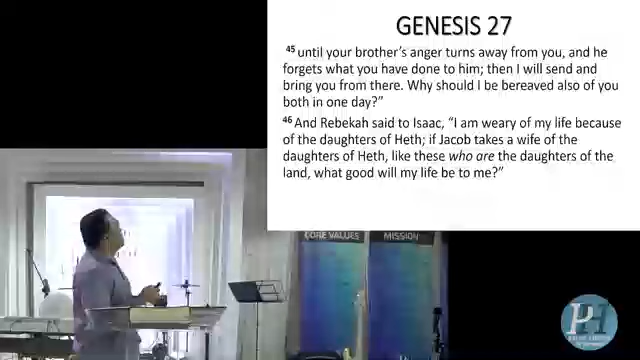 GENESIS 27
45 until your brother's anger turns away from you, and he
forgets what you have done to him; then I will send and
bring you from there. Why should I be bereaved also of you
both in one day?”
46 And Rebekah said to Isaac, “I am weary of my life because
of the daughters of Heth; if Jacob takes a wife of the
daughters of Heth, like these who are the daughters of the
land, what good will my life be to me?”
CORE VALUES
MISSION